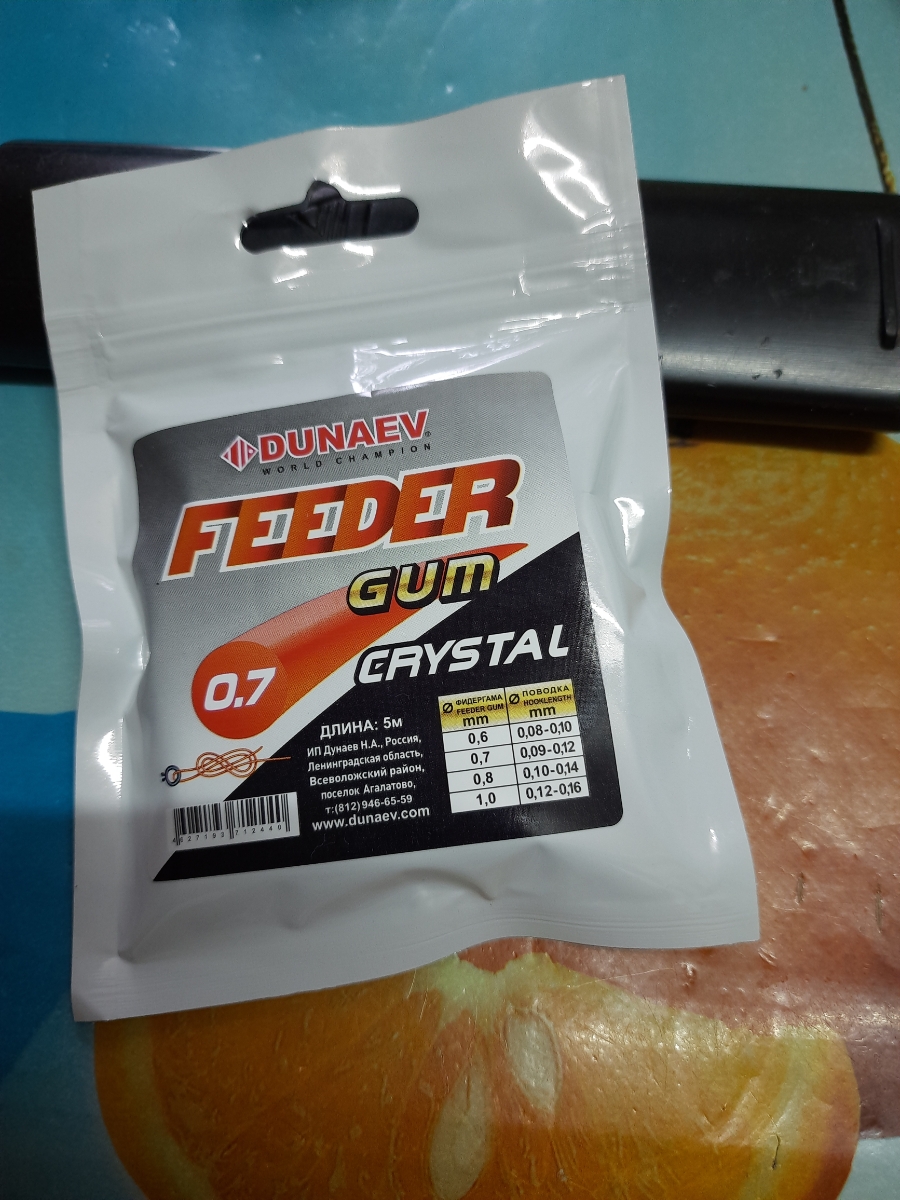 DUNAEV®
WORLD CHAMPION
FEEDER
GUM
CRYSTAL
0.7
ДЛИНА: 5м
ИП Дунаев Н.А., Россия,
Ленинградская область,
Всеволожский район,
поселок Агалатово,
т:(812)946-65-59
www.dunaev.com
Ø ФИДЕРГАМА FEEDER GUM mm
Ø ПОВОДКА HOOKLENGTH mm
0,6 0,08-0,10
0,7 0,09-0,12
0,8 0,10-0,14
1,0 0,12-0,16
4 627193 712440